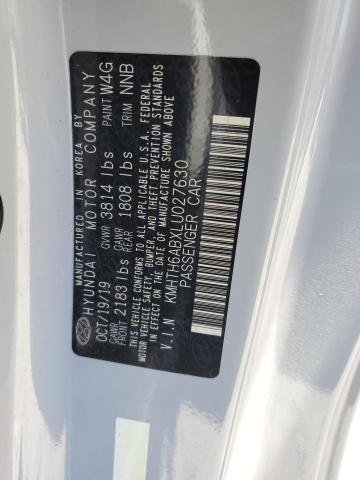 MANUFACTURED IN KOREA BY
HYUNDAI MOTOR COMPANY
OCT/19/19 GVWR 3814 lbs PAINT W4G
GAWR FRONT 2183 lbs GAWR REAR 1808 lbs TRIM NNB
THIS VEHICLE CONFORMS TO ALL APPLICABLE U.S.A. FEDERAL
MOTOR VEHICLE SAFETY, BUMPER, AND THEFT PREVENTION STANDARDS
IN EFFECT ON THE DATE OF MANUFACTURE SHOWN ABOVE
V.I.N KMHTH6ABXLU027630
PASSENGER CAR